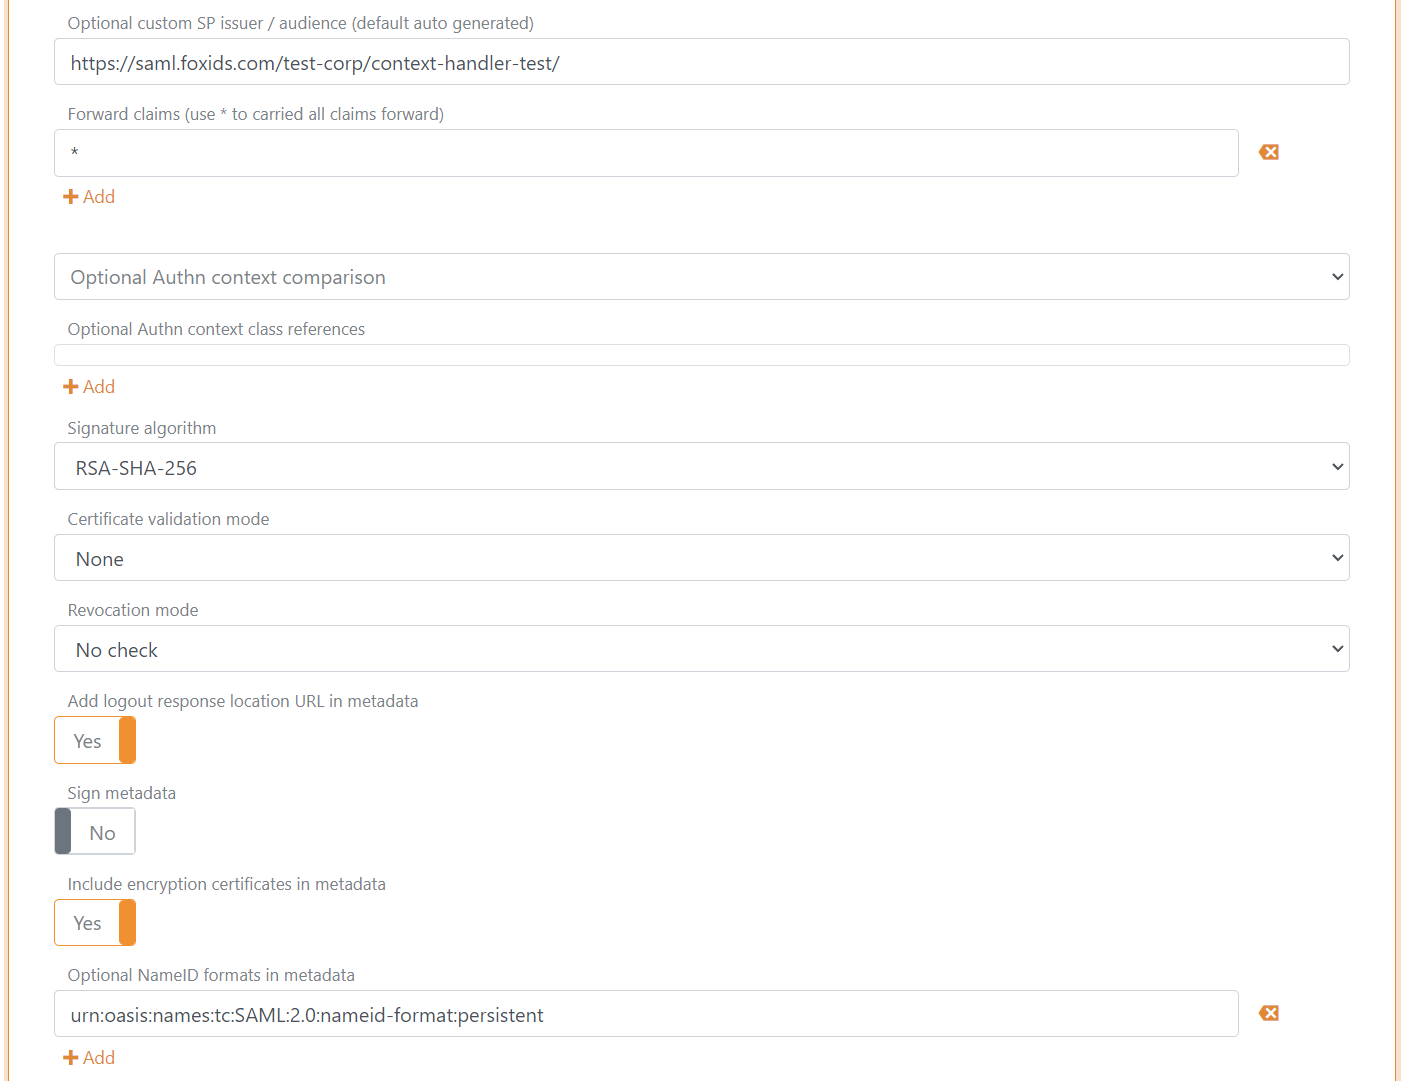 Optional custom SP issuer / audience (default auto generated)
https://saml.foxids.com/test-corp/context-handler-test/
Forward claims (use * to carried all claims forward)
*
Add
Optional Authn context comparison
Optional Authn context class references
Add
Signature algorithm
RSA-SHA-256
Certificate validation mode
None
Revocation mode
No check
Add logout response location URL in metadata
Yes
Sign metadata
No
Include encryption certificates in metadata
Yes
Optional NameID formats in metadata
urn:oasis:names:tc:SAML:2.0:nameid-format:persistent
Add